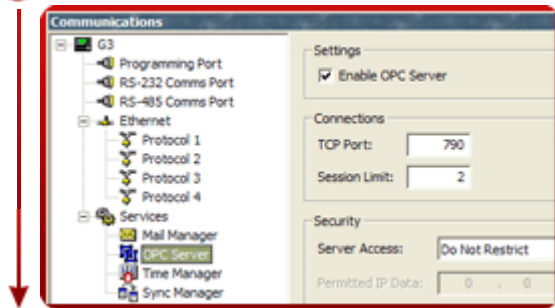 Communications
G3
Programming Port
RS-232 Comms Port
RS-485 Comms Port
Ethernet
Protocol 1
Protocol 2
Protocol 3
Protocol 4
Services
Mail Manager
OPC Server
Time Manager
Sync Manager
Settings
Enable OPC Server
Connections
TCP Port: 790
Session Limit: 2
Security
Server Access: Do Not Restrict
Permitted IP Data: 0 . 0